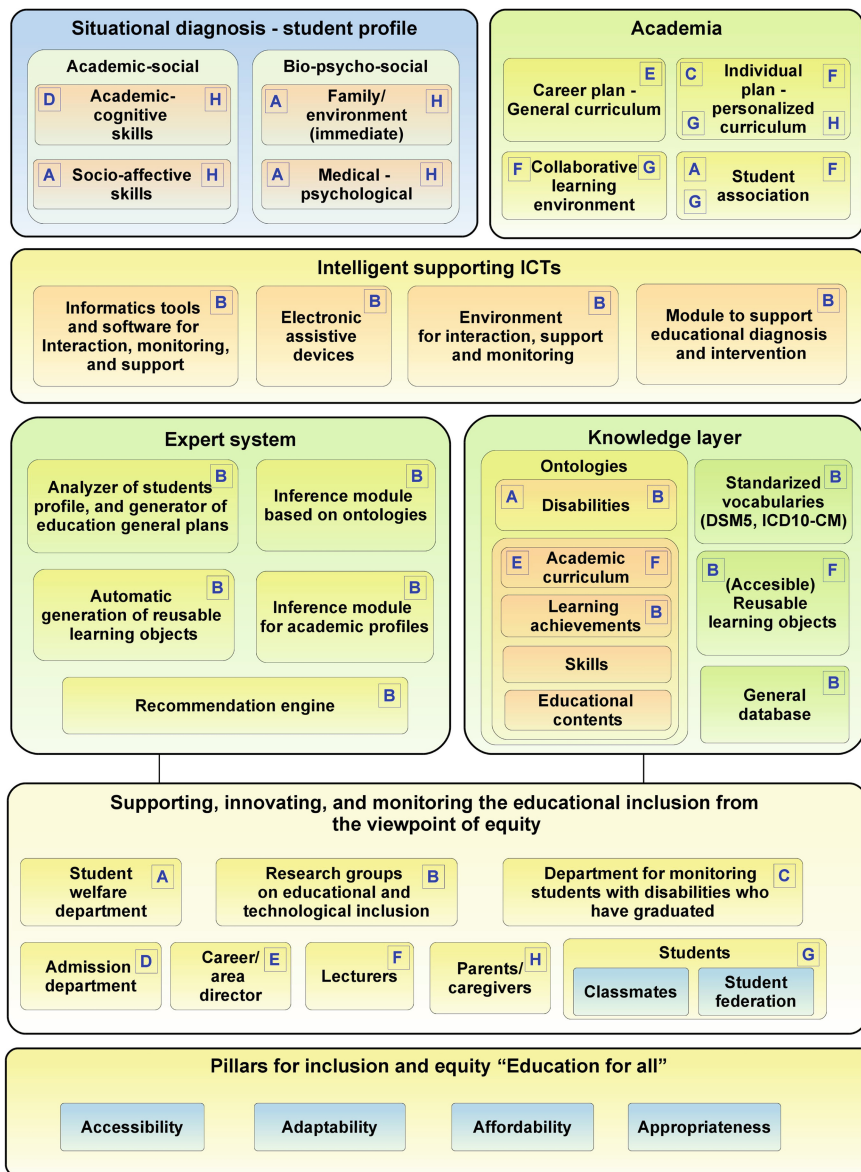 Situational diagnosis - student profile
Academic-social
D
Academic-
cognitive
skills
H
A
Socio-affective
skills
H
Bio-psycho-social
A
Family/
environment
(immediate)
H
A
Medical -
psychological
H
Academia
Career plan -
General curriculum
E
C
Individual
plan -
personalized
curriculum
F
G
H
F
Collaborative
learning
environment
G
A
Student
association
F
G
Intelligent supporting ICTs
Informatics tools
and software for
Interaction, monitoring,
and support
B
Electronic
assistive
devices
B
Environment
for interaction, support
and monitoring
B
Module to support
educational diagnosis
and intervention
B
Expert system
Analyzer of students
profile, and generator of
education general plans
B
Inference module
based on ontologies
B
Automatic
generation of reusable
learning objects
B
Inference module
for academic profiles
B
Recommendation engine
B
Knowledge layer
Ontologies
A
Disabilities
B
E
Academic
curriculum
F
Learning
achievements
B
Skills
Educational
contents
Standarized
vocabularies
(DSM5, ICD10-CM)
B
B
(Accesible)
Reusable
learning objects
F
General
database
B
Supporting, innovating, and monitoring the educational inclusion from
the viewpoint of equity
Student
welfare
department
A
Research groups
on educational and
technological inclusion
B
Department for monitoring
students with disabilities who
have graduated
C
Admission
department
D
Career/
area
director
E
Lecturers
F
Parents/
caregivers
H
Students
G
Classmates
Student
federation
Pillars for inclusion and equity “Education for all”
Accessibility
Adaptability
Affordability
Appropriateness